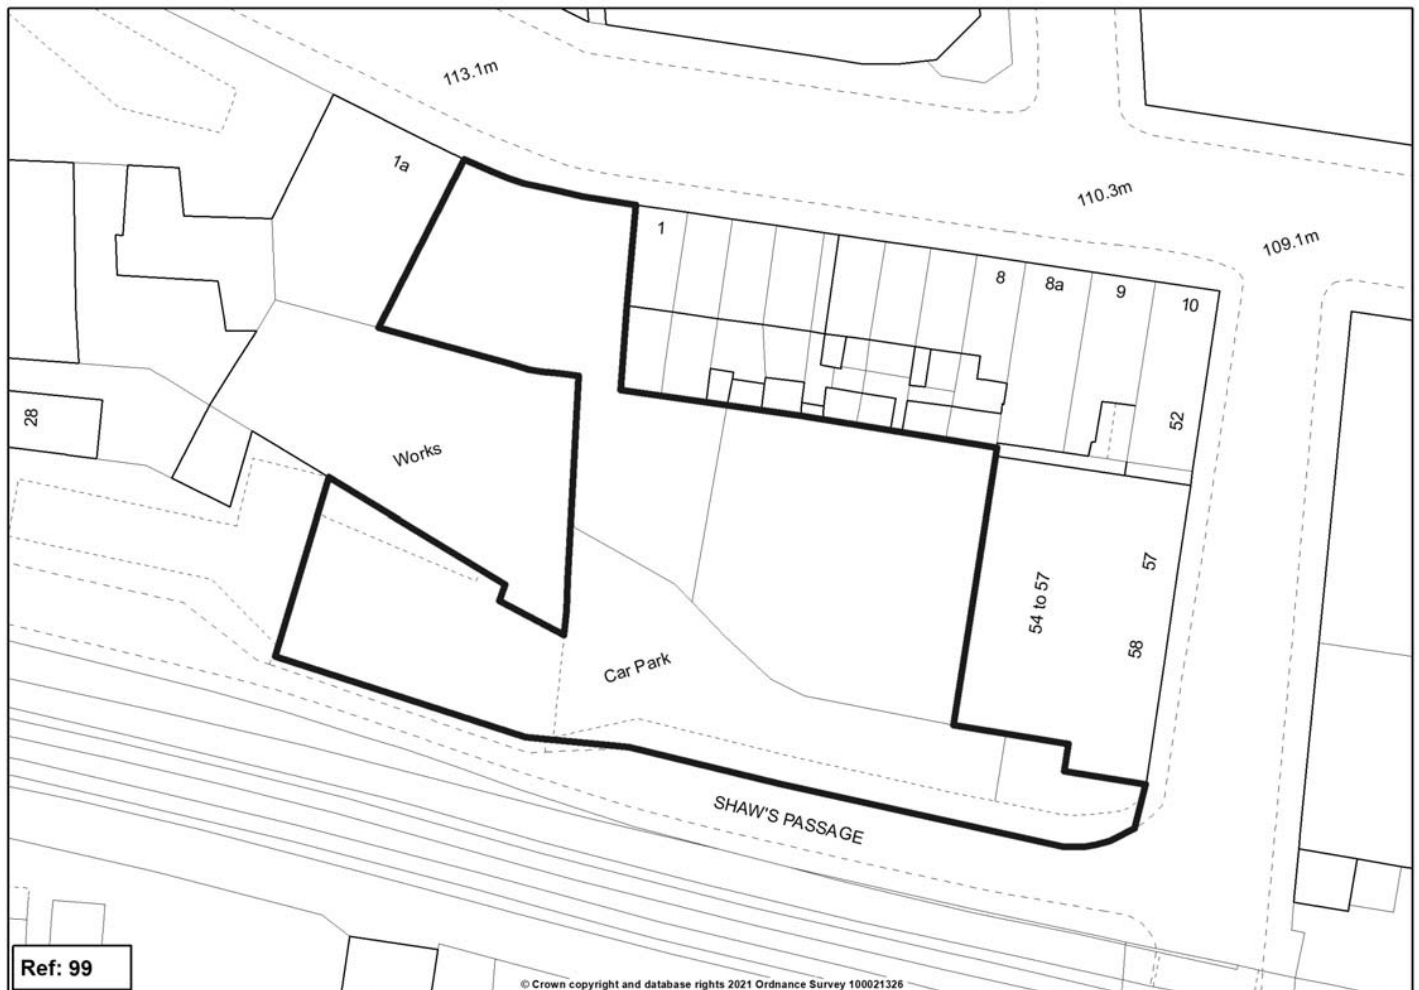 113.1m
1a
110.3m
109.1m
1
8
8a
9
10
52
28
Works
57
54 to 57
58
Car Park
SHAW'S PASSAGE
Ref: 99
© Crown copyright and database rights 2021 Ordnance Survey 100021326